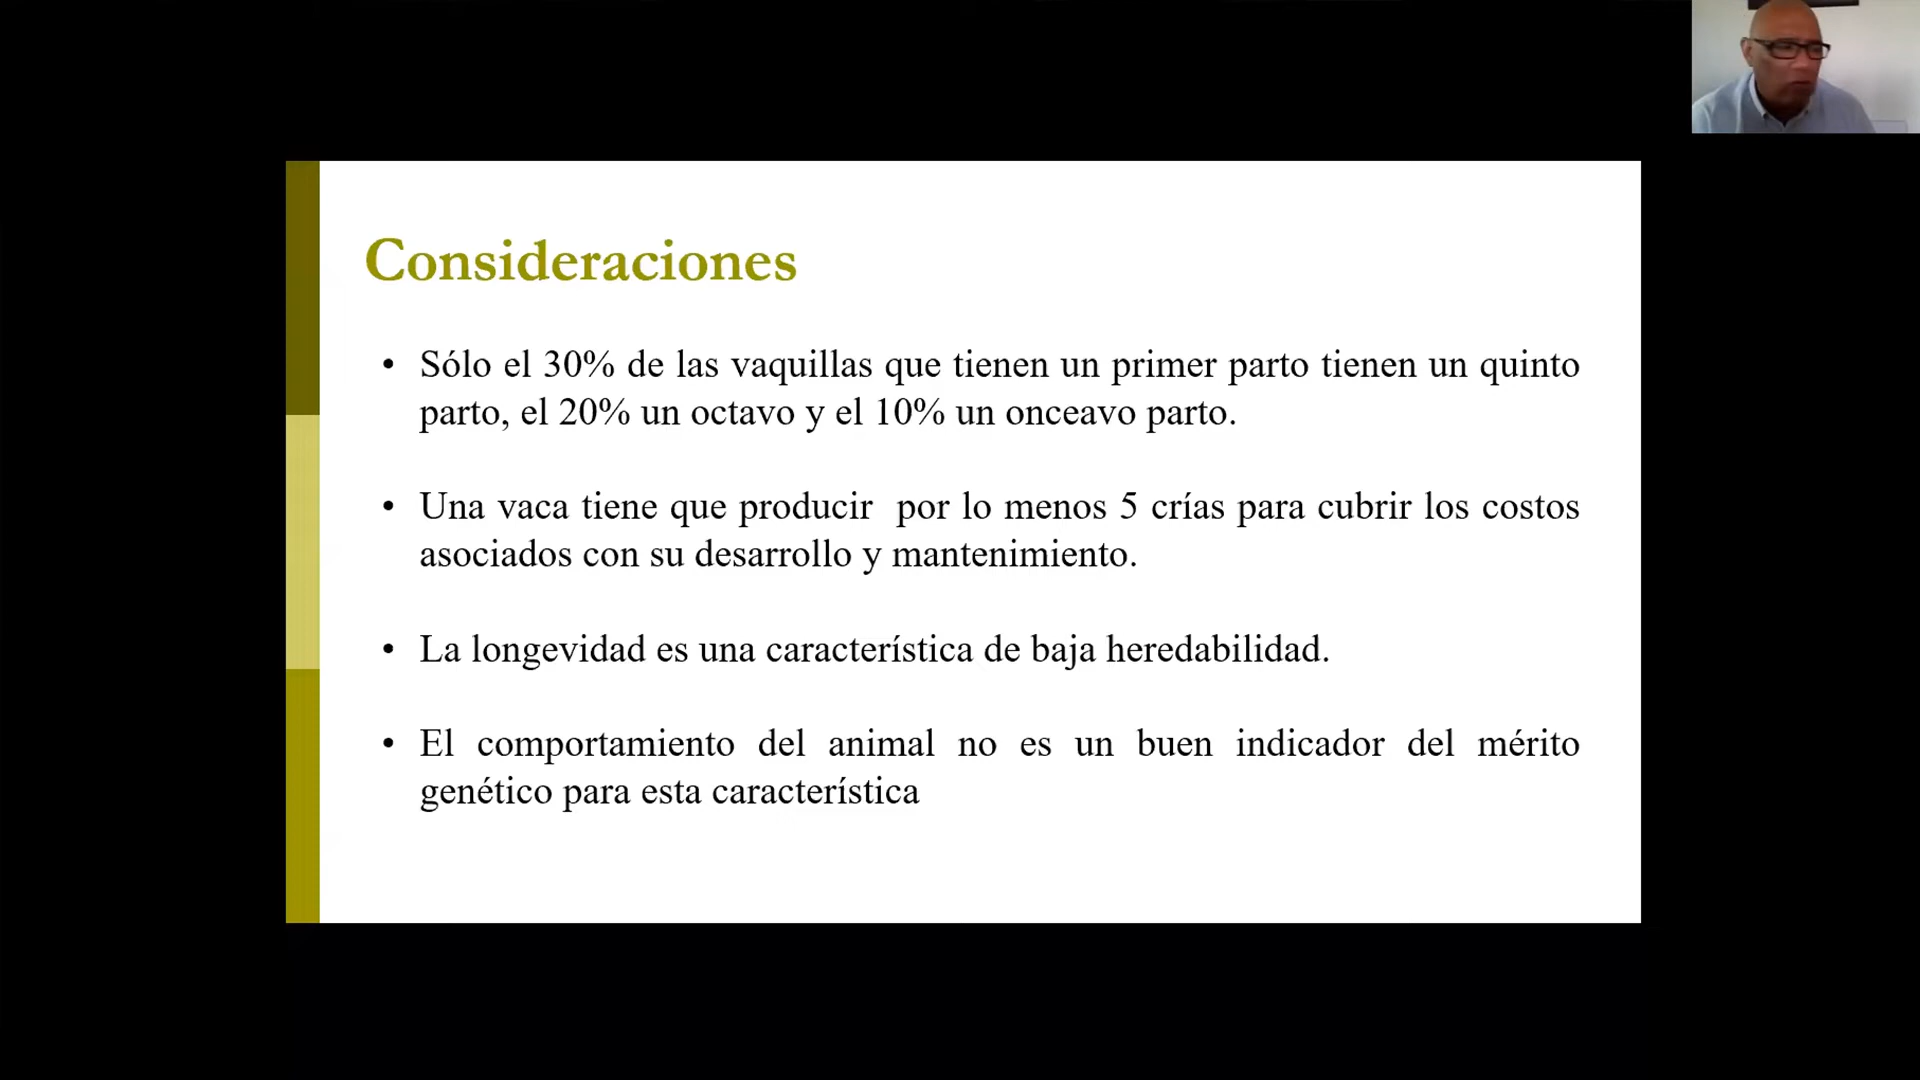 Consideraciones
• Sólo el 30% de las vaquillas que tienen un primer parto tienen un quinto
parto, el 20% un octavo y el 10% un onceavo parto.
• Una vaca tiene que producir  por lo menos 5 crías para cubrir los costos
asociados con su desarrollo y mantenimiento.
• La longevidad es una característica de baja heredabilidad.
• El comportamiento del animal no es un buen indicador del mérito
genético para esta característica